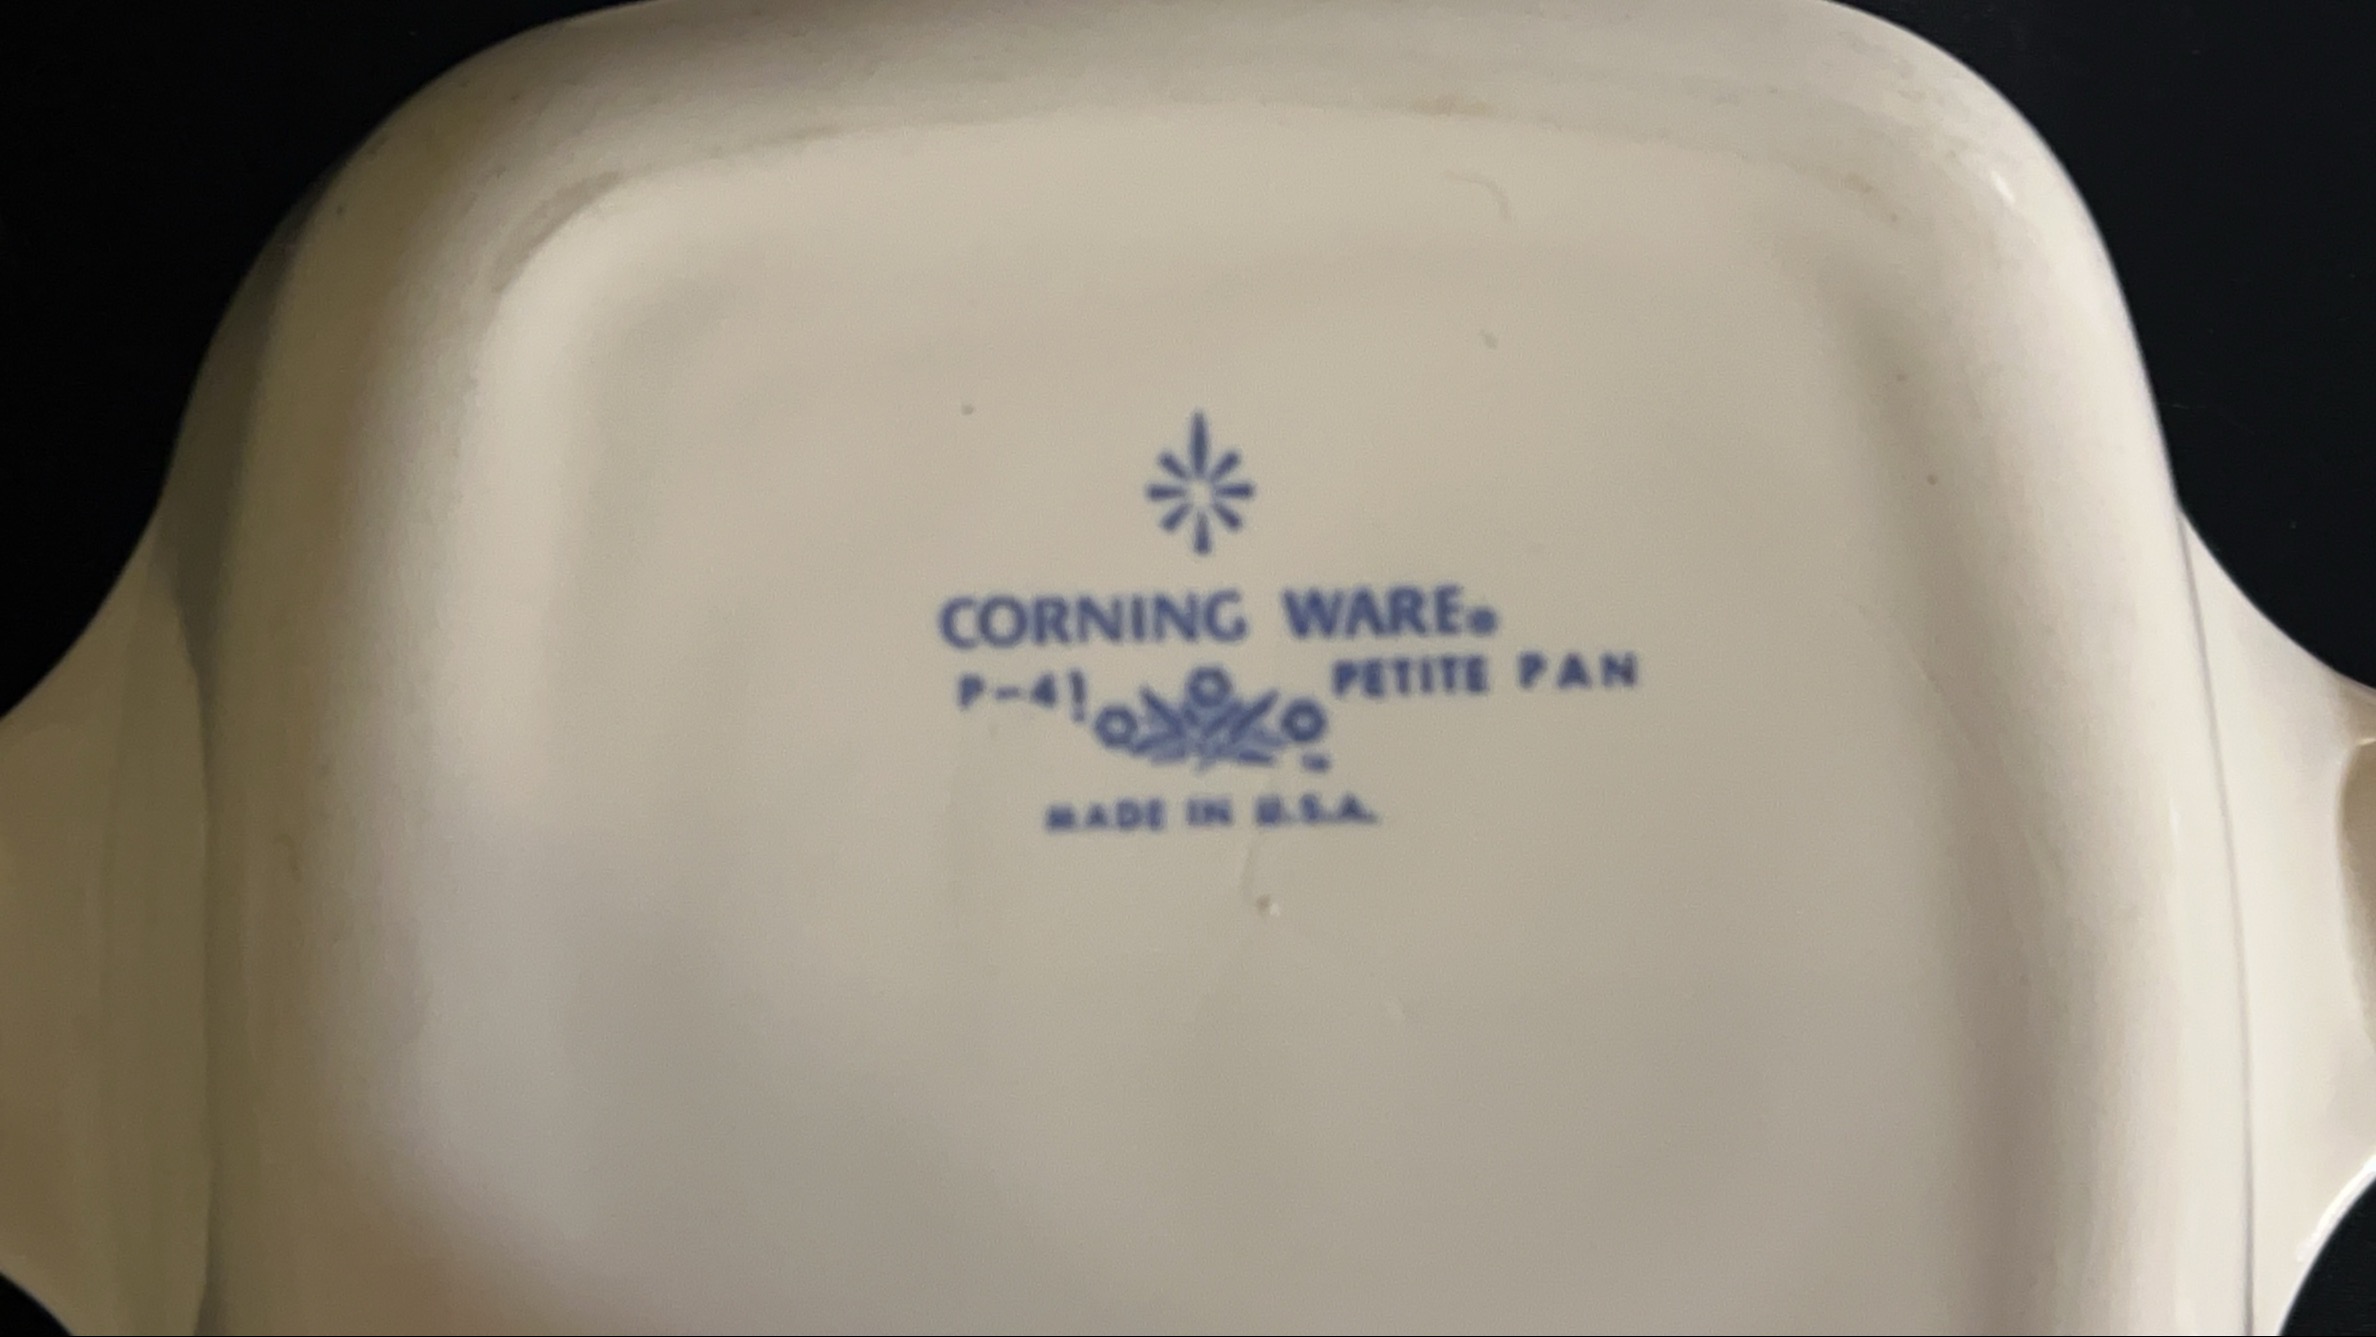 CORNING WARE®
P-41 PETITE PAN
MADE IN U.S.A.